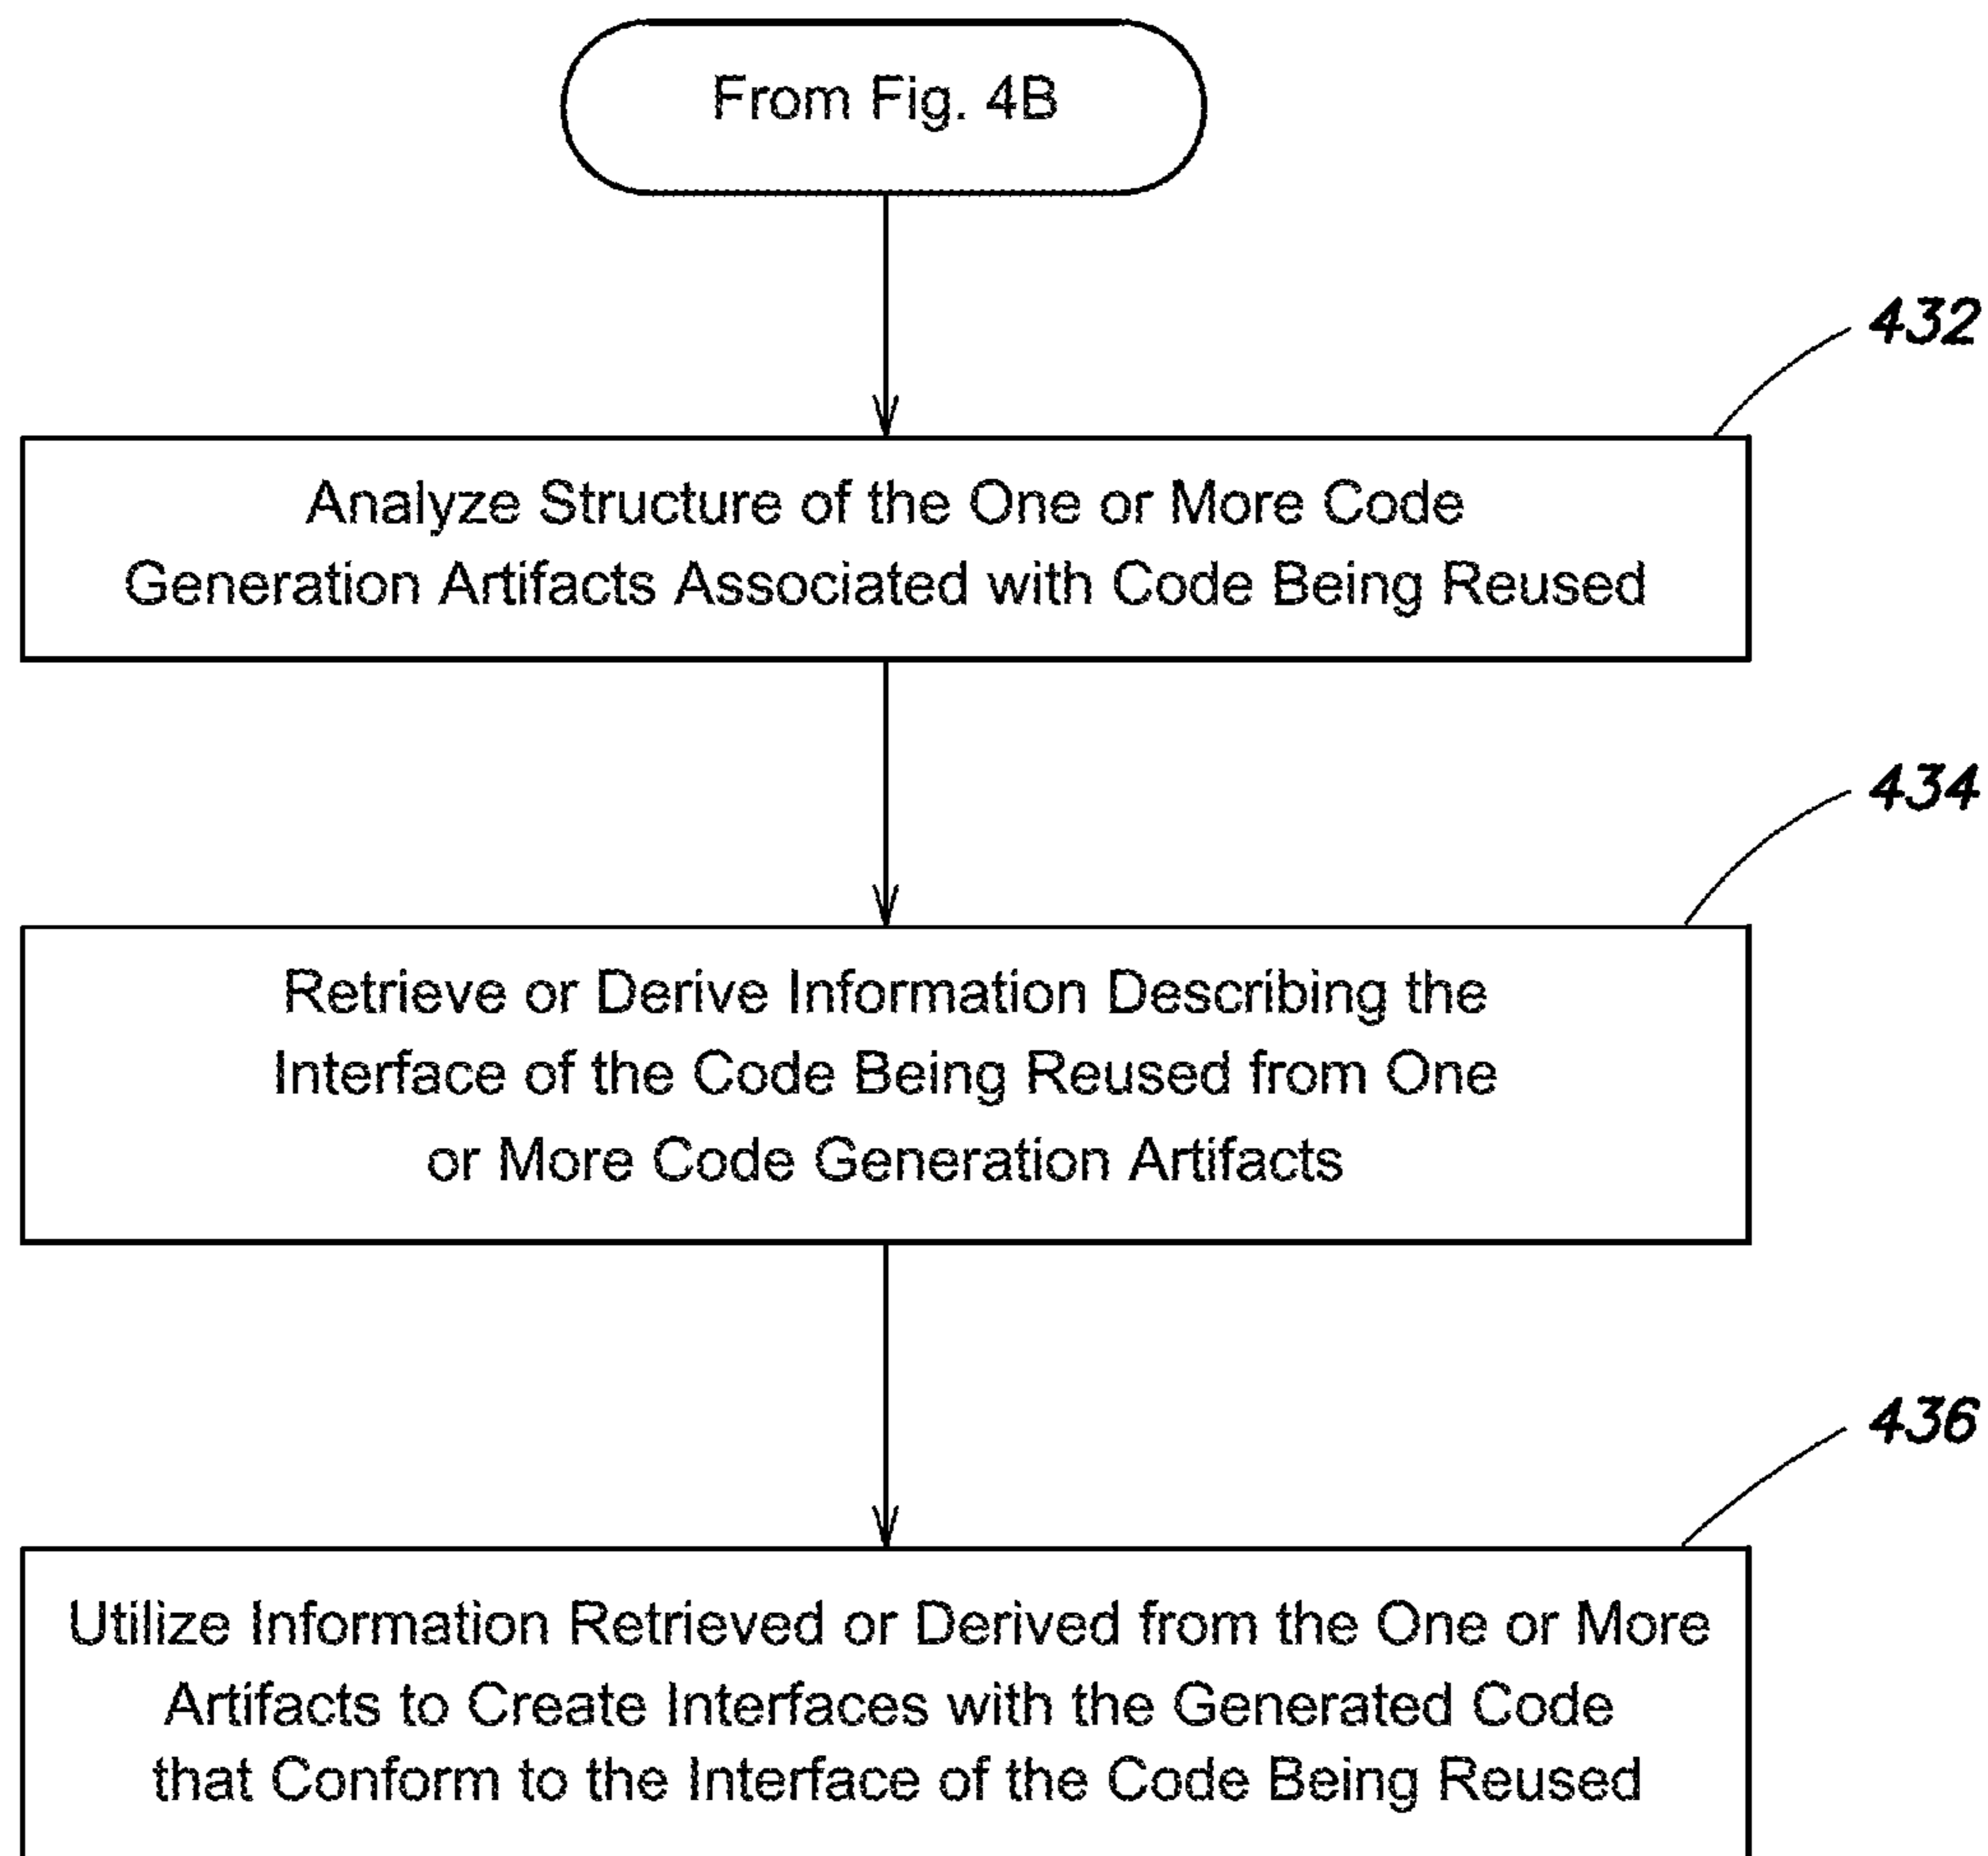 From Fig. 4B
432
Analyze Structure of the One or More Code
Generation Artifacts Associated with Code Being Reused
434
Retrieve or Derive Information Describing the
Interface of the Code Being Reused from One
or More Code Generation Artifacts
436
Utilize Information Retrieved or Derived from the One or More
Artifacts to Create Interfaces with the Generated Code
that Conform to the Interface of the Code Being Reused